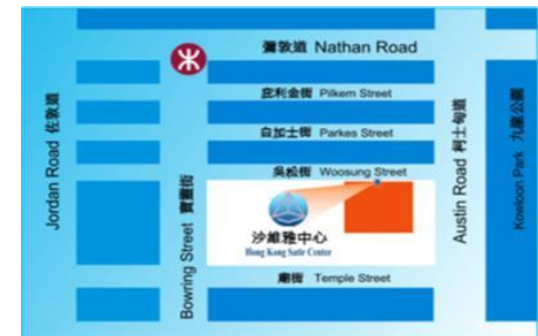 彌敦道 Nathan Road
庇利金街 Pilkem Street
白加士街 Parkes Street
吳松街 Woosung Street
沙維雅中心
Hong Kong Satir Center
廟街 Temple Street
Jordan Road 佐敦道
Bowring Street 寶靈街
Austin Road 柯士甸道
Kowloon Park 九龍公園